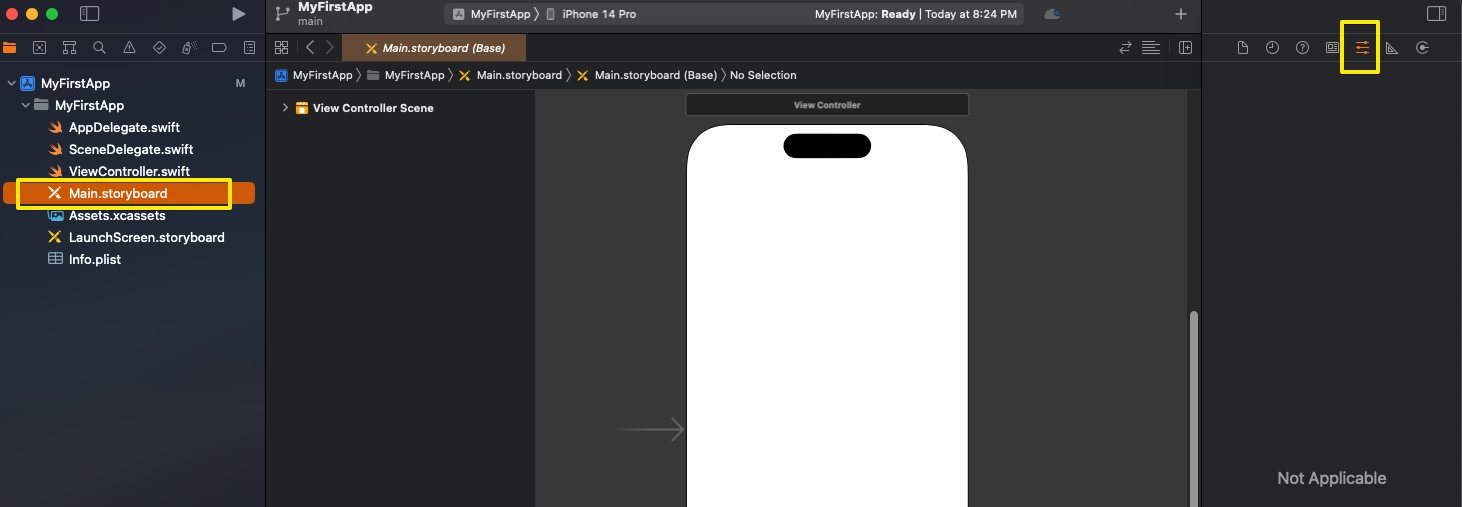 MyFirstApp
main
MyFirstApp
iPhone 14 Pro
MyFirstApp: Ready | Today at 8:24 PM
Main.storyboard (Base)
MyFirstApp
M
MyFirstApp
AppDelegate.swift
SceneDelegate.swift
ViewController.swift
Main.storyboard
Assets.xcassets
LaunchScreen.storyboard
Info.plist
MyFirstApp
MyFirstApp
Main.storyboard
Main.storyboard (Base)
No Selection
View Controller Scene
View Controller
Not Applicable